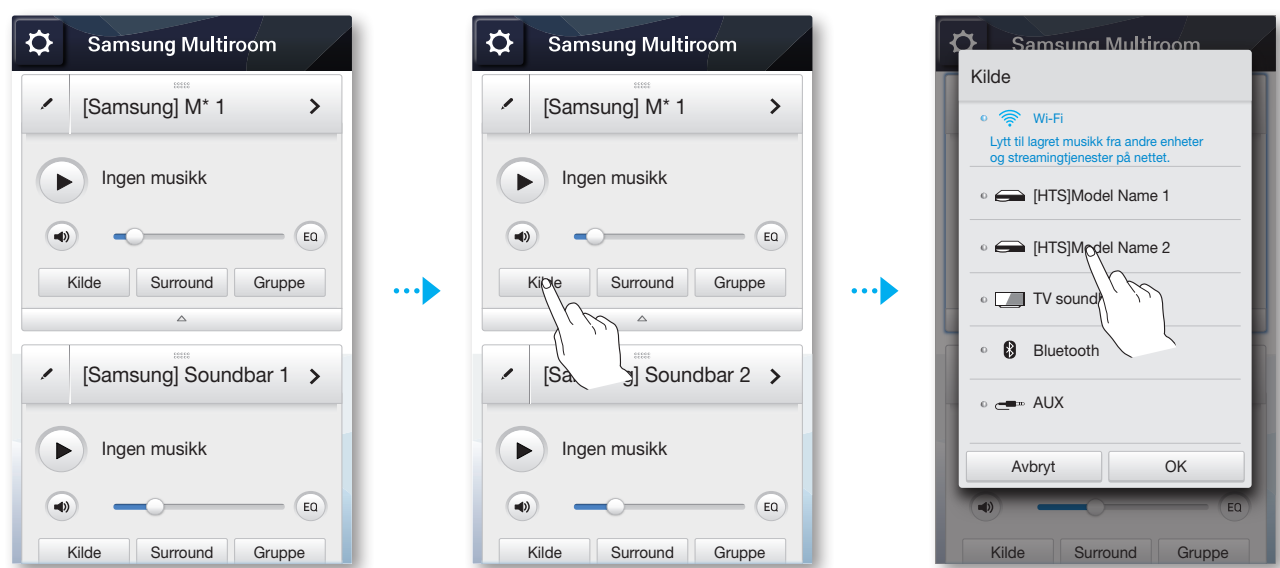 Samsung Multiroom
[Samsung] M* 1
Ingen musikk
EQ
Kilde Surround Gruppe
[Samsung] Soundbar 1
Ingen musikk
EQ
Kilde Surround Gruppe
Samsung Multiroom
[Samsung] M* 1
Ingen musikk
EQ
Kilde Surround Gruppe
Soundbar 2
Ingen musikk
EQ
Kilde Surround Gruppe
Samsung Multiroom
Kilde
Wi-Fi
Lytt til lagret musikk fra andre enheter
og streamingtjenester på nettet.
[HTS]Model Name 1
[HTS]Model Name 2
TV
Bluetooth
AUX
Avbryt OK
EQ
Kilde Surround Gruppe